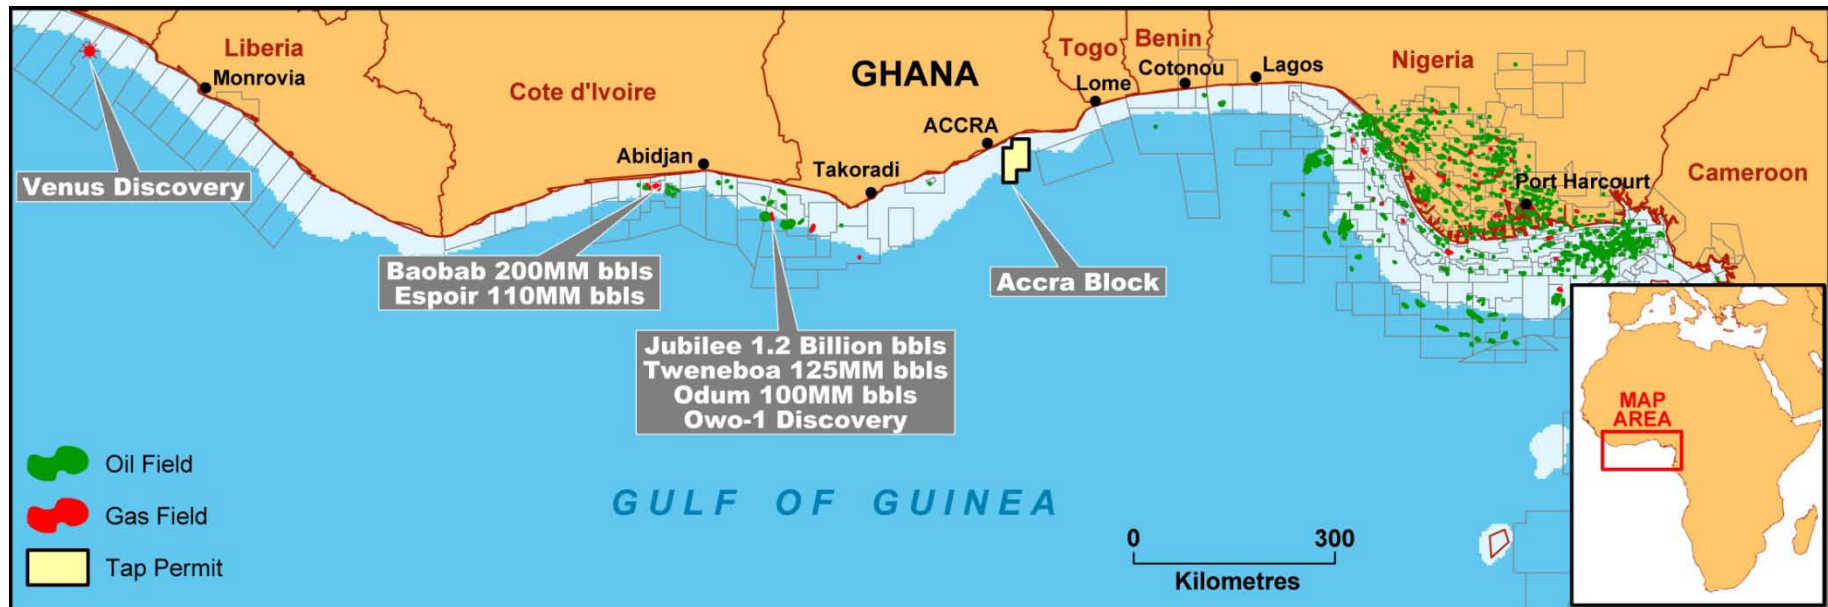 Liberia
Monrovia
Cote d'Ivoire
Abidjan
GHANA
ACCRA
Takoradi
Togo
Lome
Benin
Cotonou
Lagos
Nigeria
Port Harcourt
Cameroon
Venus Discovery
Baobab 200MM bbls
Espoir 110MM bbls
Jubilee 1.2 Billion bbls
Tweneboa 125MM bbls
Odum 100MM bbls
Owo-1 Discovery
Accra Block
Oil Field
Gas Field
Tap Permit
GULF OF GUINEA
0 300
Kilometres
MAP
AREA